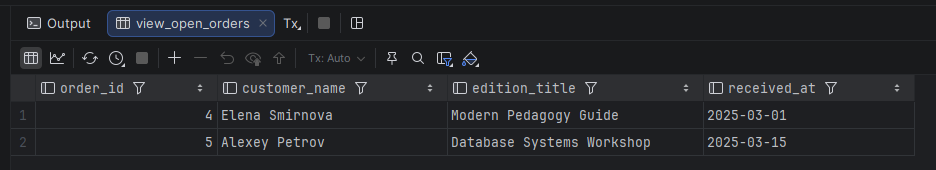 Output view_open_orders Tx
Tx: Auto
order_id customer_name edition_title received_at
1 4 Elena Smirnova Modern Pedagogy Guide 2025-03-01
2 5 Alexey Petrov Database Systems Workshop 2025-03-15